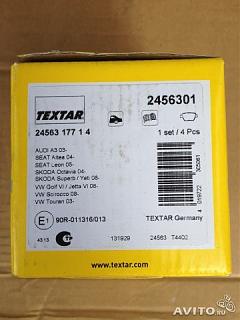 TEXTAR
2456301
24563 177 1 4
1 set / 4 Pcs
AUDI A3 03-
SEAT Altea 04-
SEAT Leon 05-
SKODA Octavia 04-
SKODA Superb / Yeti 08-
VW Golf VI / Jetta VI 08-
VW Scirocco 08-
VW Touran 03-
E1
90R-011316/013
TEXTAR Germany
4313
131929
24563 T4402
www.textar.com
Avito